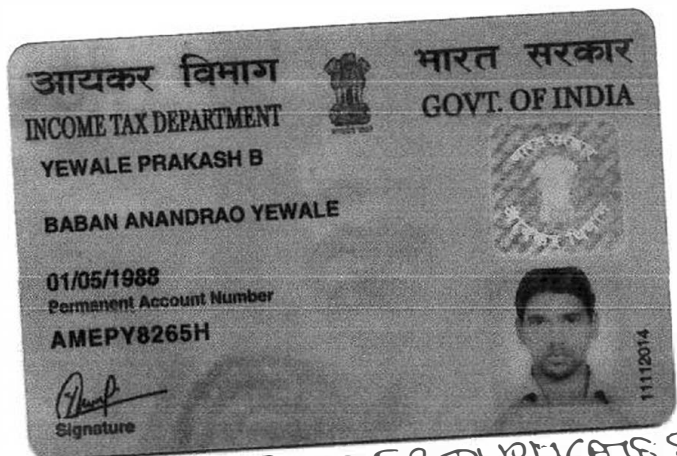 आयकर विभाग
भारत सरकार
INCOME TAX DEPARTMENT
GOVT. OF INDIA
YEWALE PRAKASH B
BABAN ANANDRAO YEWALE
01/05/1988
Permanent Account Number
AMEPY8265H
Signature
11112014
DUPLICATE